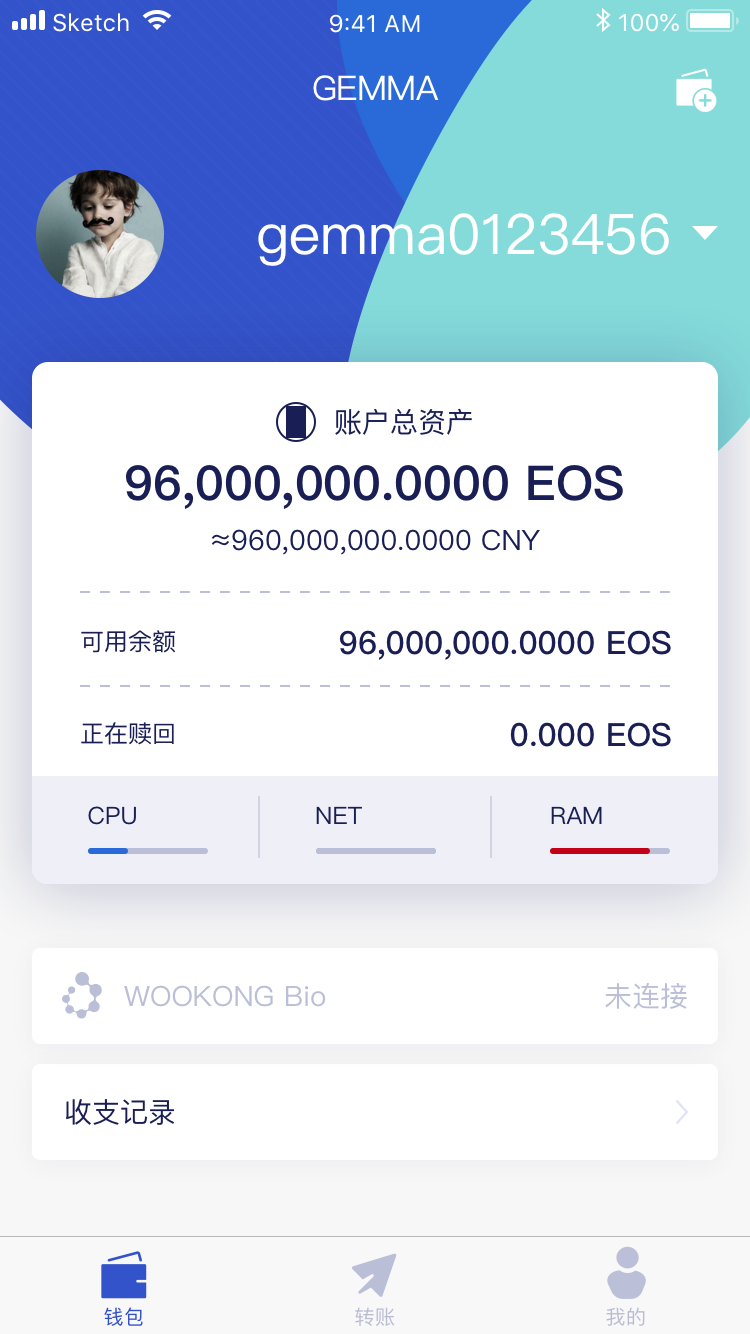 Sketch 9:41 AM 100%
GEMMA
gemma0123456
账户总资产
96,000,000.0000 EOS
≈960,000,000.0000 CNY
可用余额 96,000,000.0000 EOS
正在赎回 0.000 EOS
CPU NET RAM
WOOKONG Bio 未连接
收支记录
钱包 转账 我的